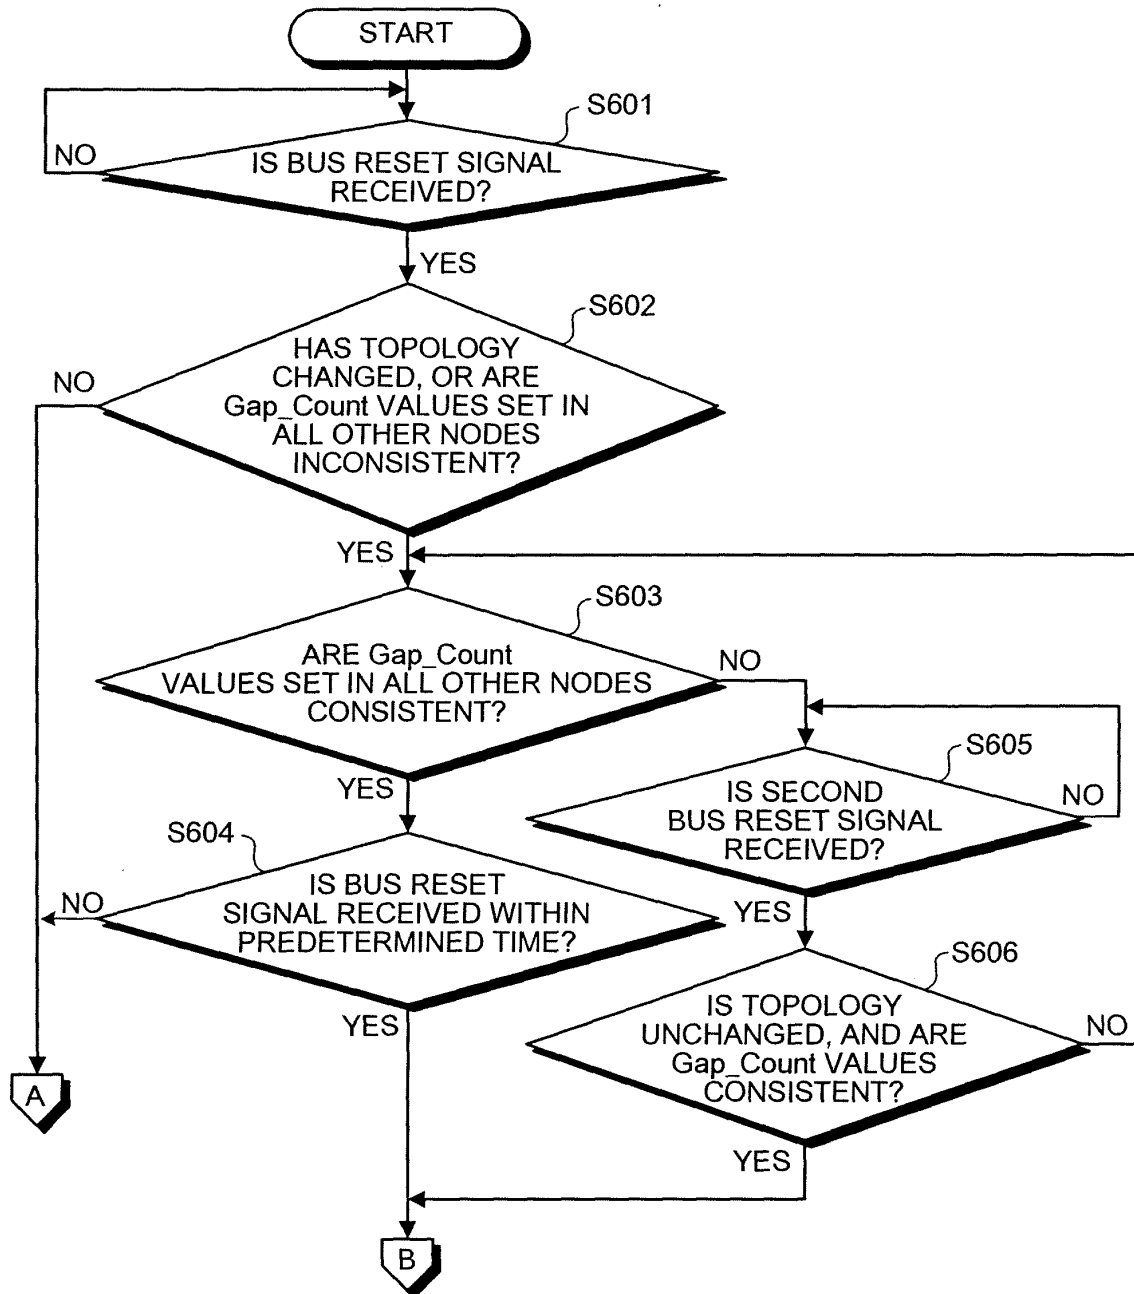 START
S601
IS BUS RESET SIGNAL
RECEIVED?
NO
YES
S602
HAS TOPOLOGY
CHANGED, OR ARE
Gap_Count VALUES SET IN
ALL OTHER NODES
INCONSISTENT?
NO
YES
S603
ARE Gap_Count
VALUES SET IN ALL OTHER NODES
CONSISTENT?
NO
YES
S605
IS SECOND
BUS RESET SIGNAL
RECEIVED?
NO
YES
S604
IS BUS RESET
SIGNAL RECEIVED WITHIN
PREDETERMINED TIME?
NO
YES
S606
IS TOPOLOGY
UNCHANGED, AND ARE
Gap_Count VALUES
CONSISTENT?
NO
YES
A
B